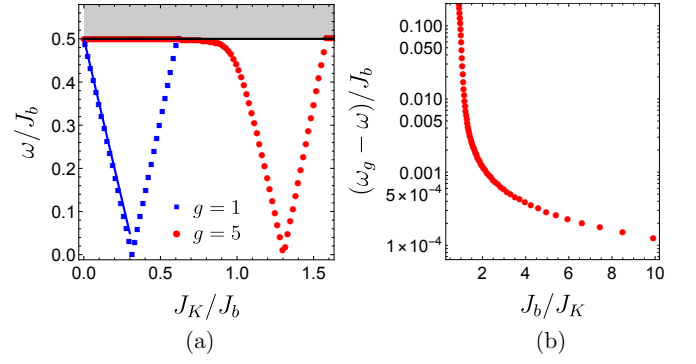 0.5
0.4
0.3
0.2
0.1
0.0
ω/J_b
0.0
0.5
1.0
1.5
J_K/J_b
g = 1
g = 5
(a)
0.100
0.050
0.010
0.005
0.001
5×10⁻⁴
1×10⁻⁴
(ω_g − ω)/J_b
2
4
6
8
10
J_b/J_K
(b)